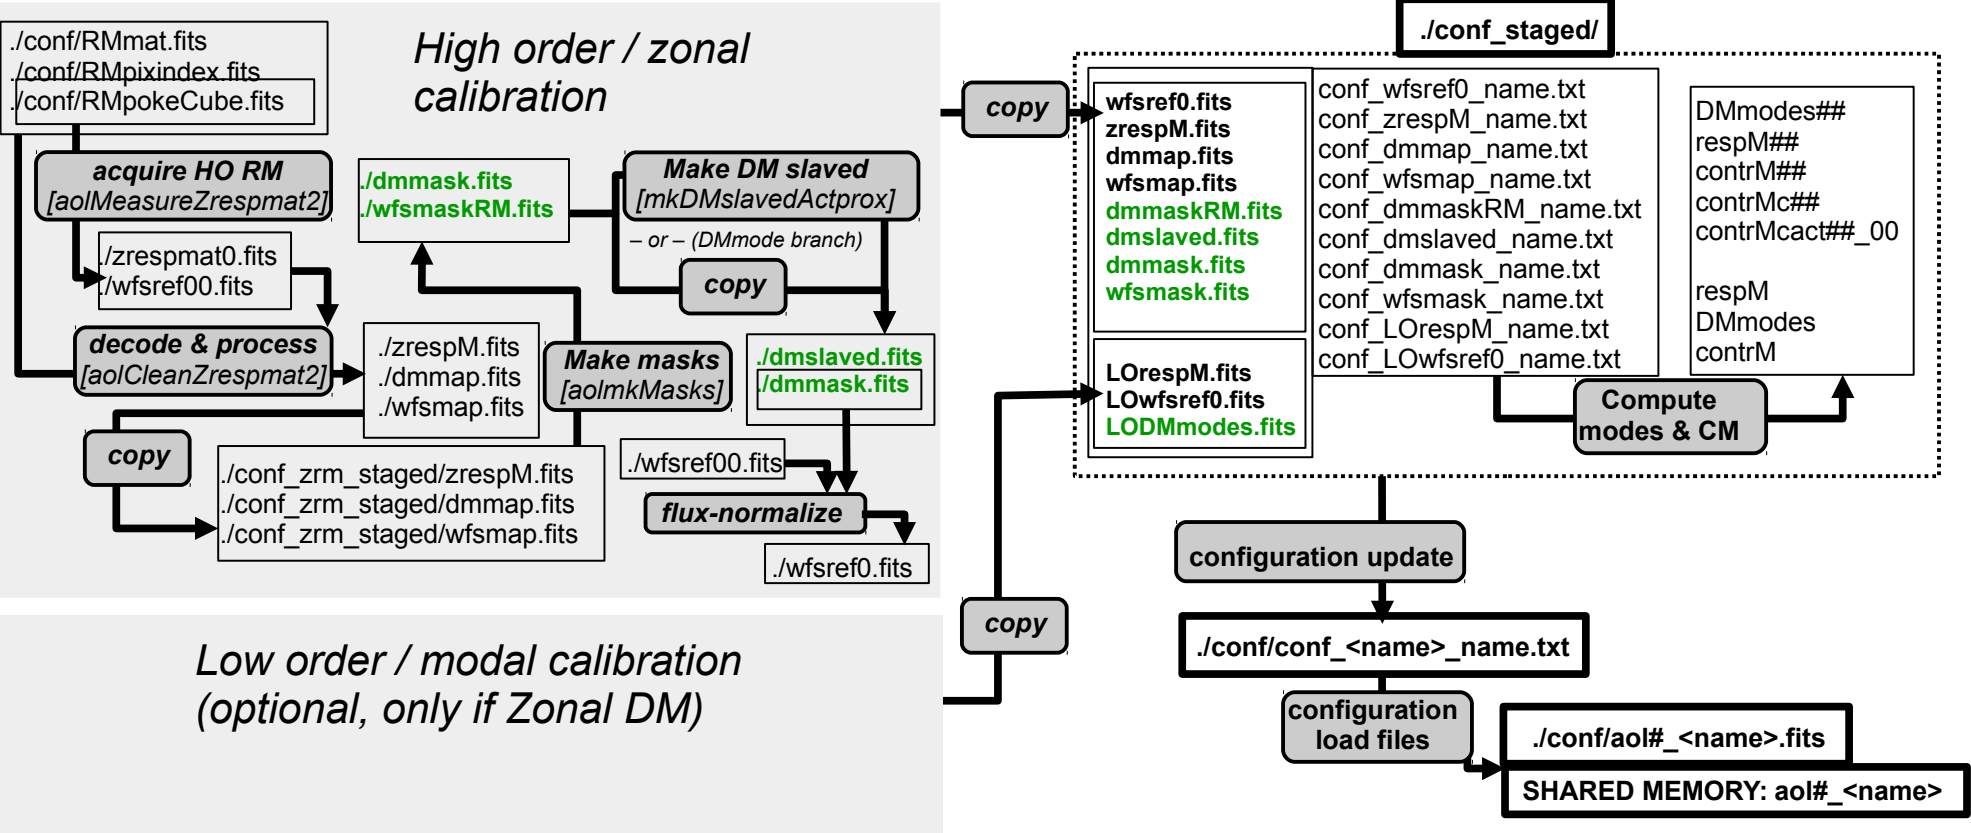 ./conf/RMmat.fits
./conf/RMpixindex.fits
./conf/RMpokeCube.fits
High order / zonal
calibration
acquire HO RM
[aolMeasureZrespmat2]
./zrespmat0.fits
./wfsref00.fits
decode & process
[aolCleanZrespmat2]
./zrespM.fits
./dmmap.fits
./wfsmap.fits
copy
./conf_zrm_staged/zrespM.fits
./conf_zrm_staged/dmmap.fits
./conf_zrm_staged/wfsmap.fits
./dmmask.fits
./wfsmaskRM.fits
Make masks
[aolmkMasks]
Make DM slaved
[mkDMslavedActprox]
– or – (DMmode branch)
copy
./dmslaved.fits
./dmmask.fits
./wfsref00.fits
flux-normalize
./wfsref0.fits
Low order / modal calibration
(optional, only if Zonal DM)
copy
copy
./conf_staged/
wfsref0.fits
zrespM.fits
dmmap.fits
wfsmap.fits
dmmaskRM.fits
dmslaved.fits
dmmask.fits
wfsmask.fits
LOrespM.fits
LOwfsref0.fits
LODMmodes.fits
conf_wfsref0_name.txt
conf_zrespM_name.txt
conf_dmmap_name.txt
conf_wfsmap_name.txt
conf_dmmaskRM_name.txt
conf_dmslaved_name.txt
conf_dmmask_name.txt
conf_wfsmask_name.txt
conf_LOrespM_name.txt
conf_LOwfsref0_name.txt
DMmodes##
respM##
contrM##
contrMc##
contrMcact##_00
respM
DMmodes
contrM
Compute
modes & CM
configuration update
./conf/conf_<name>_name.txt
configuration
load files
./conf/aol#_<name>.fits
SHARED MEMORY: aol#_<name>